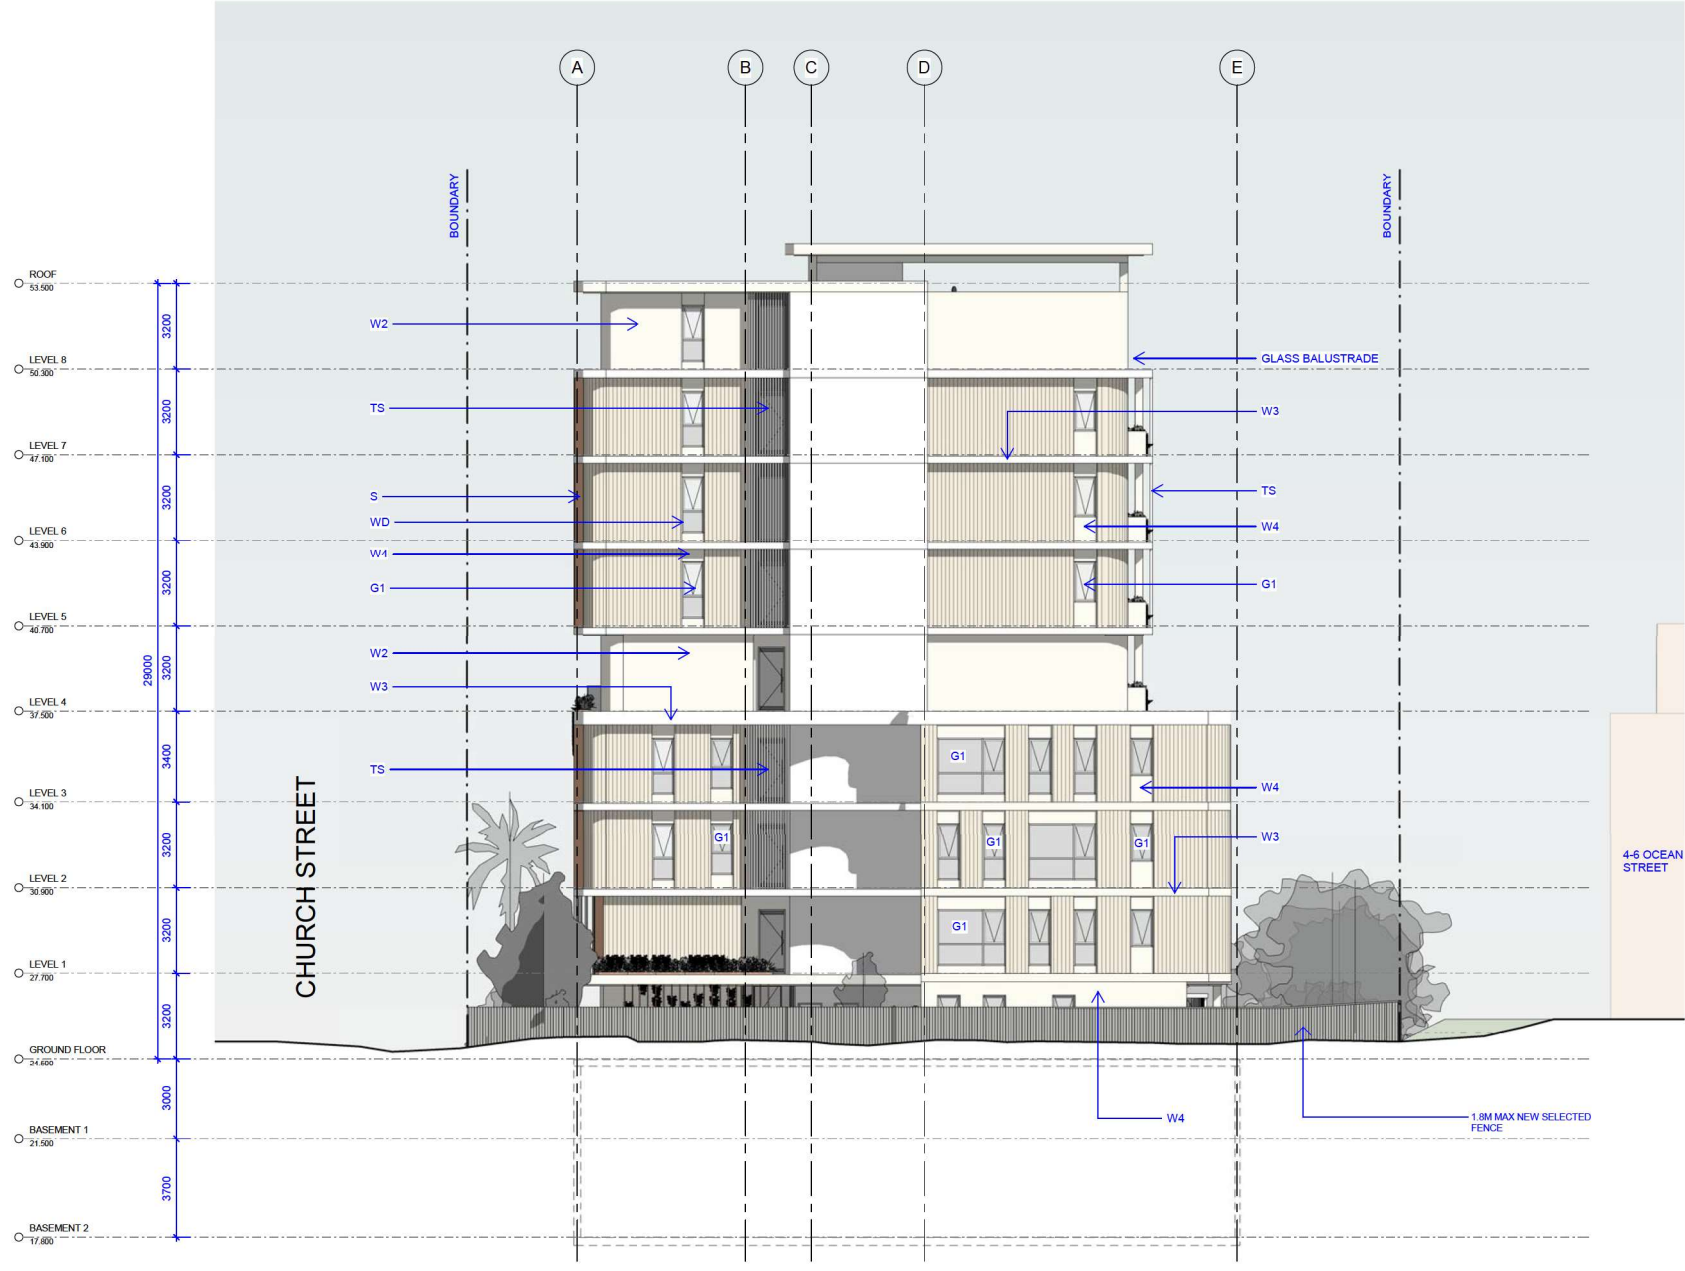 A
B
C
D
E
BOUNDARY
BOUNDARY
ROOF
53.500
3200
W2
LEVEL 8
50.300
GLASS BALUSTRADE
3200
TS
W3
LEVEL 7
47.100
3200
S
TS
WD
W4
LEVEL 6
43.900
W4
3200
G1
G1
LEVEL 5
40.700
29000
3200
W2
W3
LEVEL 4
37.500
3400
G1
TS
W4
LEVEL 3
34.100
CHURCH STREET
3200
G1
G1
G1
W3
4-6 OCEAN
STREET
LEVEL 2
30.900
3200
G1
LEVEL 1
27.700
3200
GROUND FLOOR
24.500
3000
W4
1.8M MAX NEW SELECTED
FENCE
BASEMENT 1
21.500
3700
BASEMENT 2
17.800